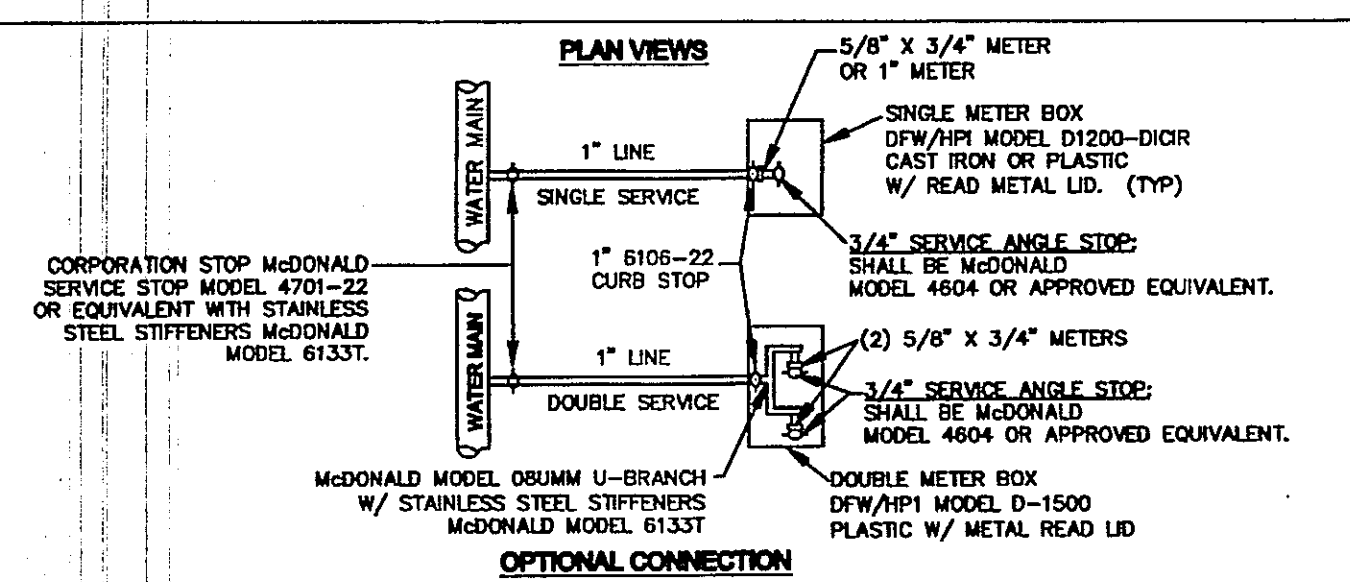 PLAN VIEWS
5/8" X 3/4" METER
OR 1" METER
WATER MAIN
1" LINE
SINGLE SERVICE
SINGLE METER BOX
DFW/HPI MODEL D1200-DICIR
CAST IRON OR PLASTIC
W/ READ METAL LID. (TYP)
CORPORATION STOP McDONALD
SERVICE STOP MODEL 4701-22
OR EQUIVALENT WITH STAINLESS
STEEL STIFFENERS McDONALD
MODEL 6133T.
1" 6106-22
CURB STOP
3/4" SERVICE ANGLE STOP:
SHALL BE McDONALD
MODEL 4604 OR APPROVED EQUIVALENT.
WATER MAIN
1" LINE
DOUBLE SERVICE
(2) 5/8" X 3/4" METERS
3/4" SERVICE ANGLE STOP:
SHALL BE McDONALD
MODEL 4604 OR APPROVED EQUIVALENT.
McDONALD MODEL 08UMM U-BRANCH
W/ STAINLESS STEEL STIFFENERS
McDONALD MODEL 6133T
DOUBLE METER BOX
DFW/HP1 MODEL D-1500
PLASTIC W/ METAL READ LID
OPTIONAL CONNECTION